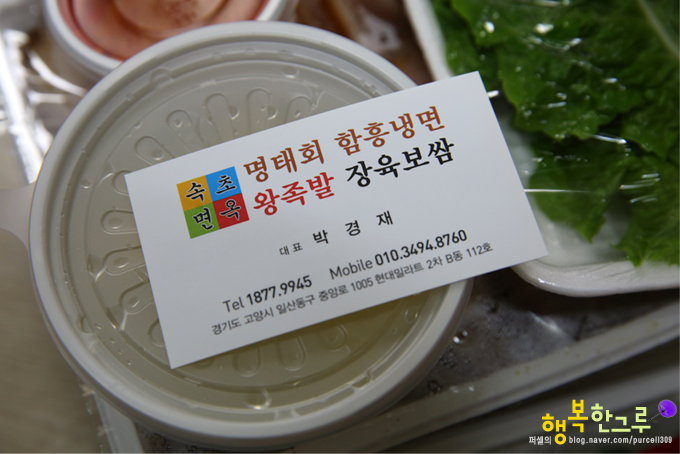 속초
면옥
명태회 함흥냉면
왕족발 장육보쌈
대표 박경재
Tel 1877.9945 Mobile 010.3494.8760
경기도 고양시 일산동구 중앙로 1005 현대밀라트 2차 B동 112호
퍼셀의 행복한그루
blog.naver.com/purcell309